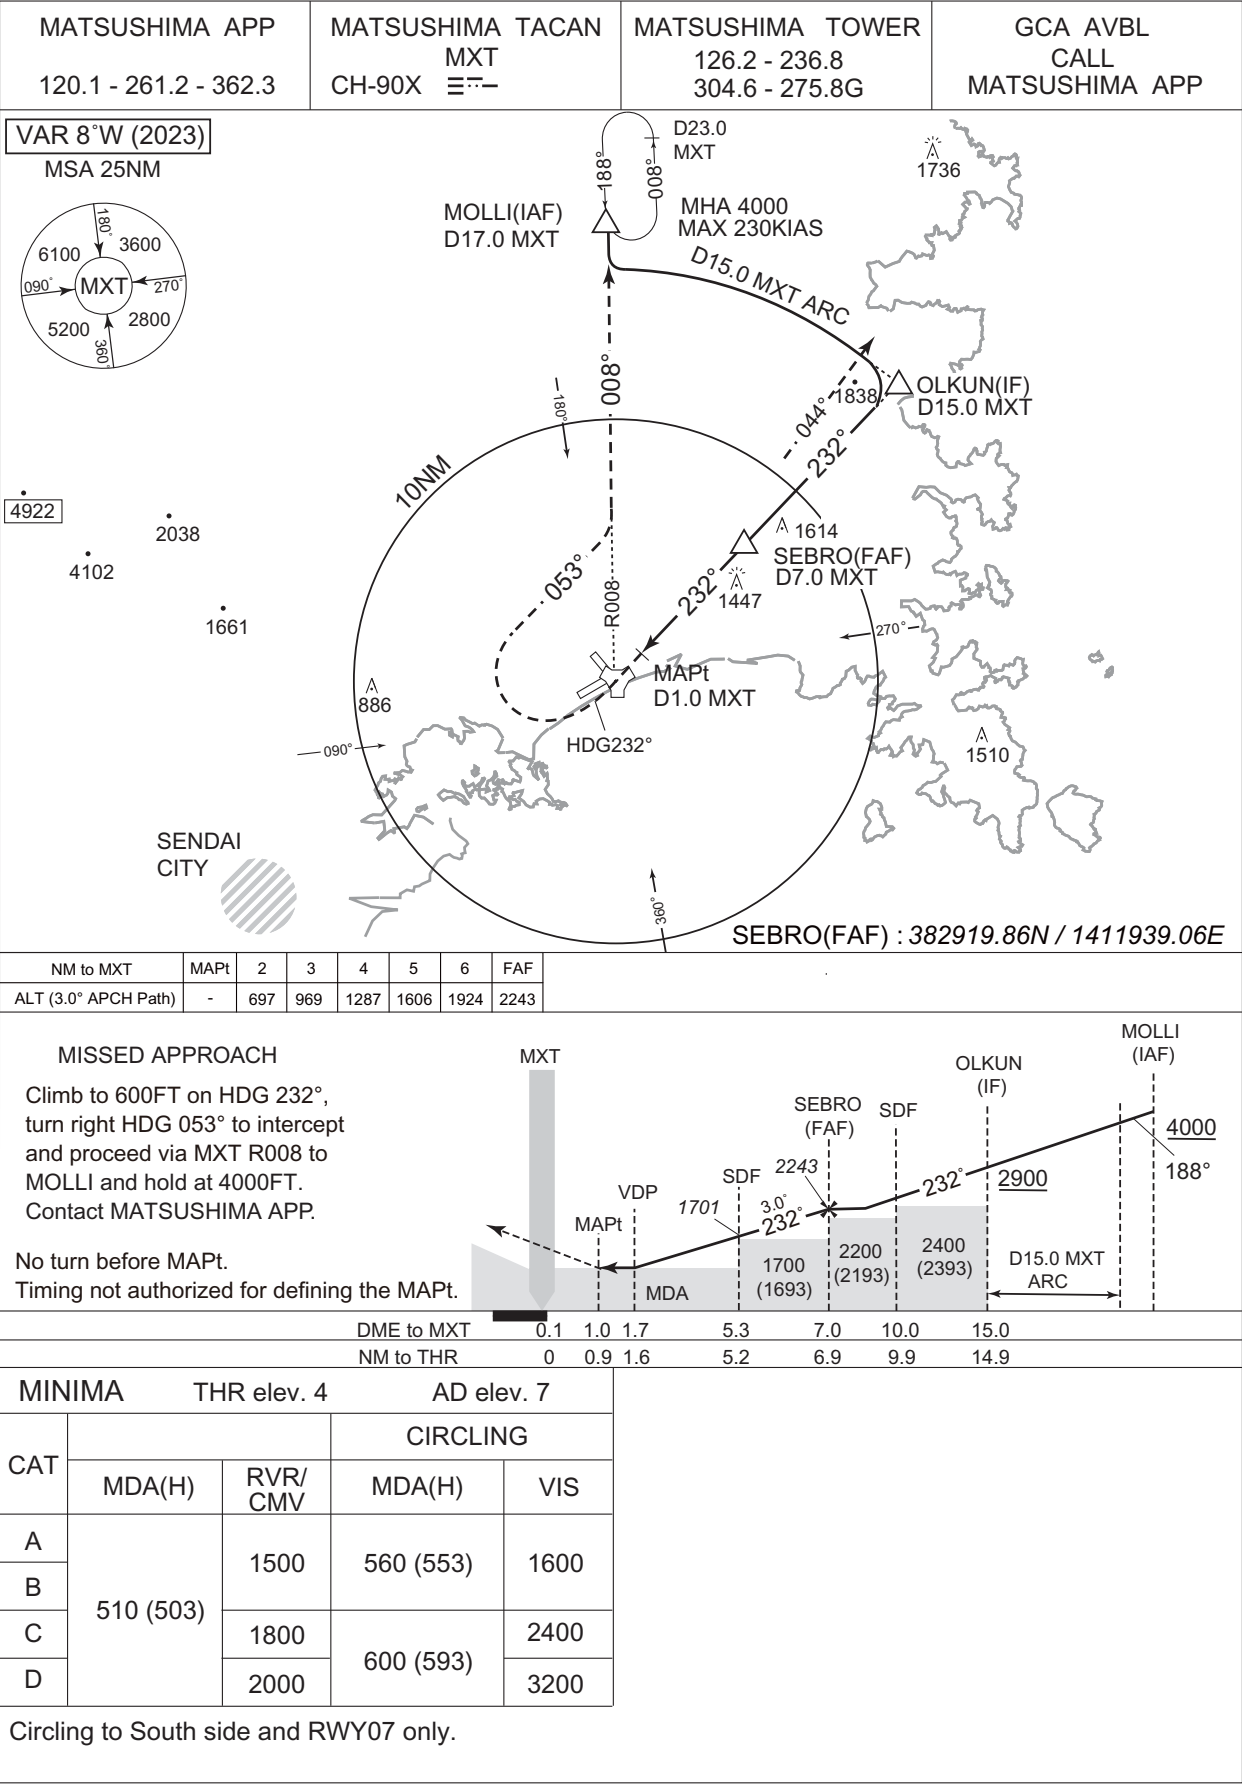 MATSUSHIMA APP
120.1 - 261.2 - 362.3
MATSUSHIMA TACAN
MXT
CH-90X
MATSUSHIMA TOWER
126.2 - 236.8
304.6 - 275.8G
GCA AVBL
CALL
MATSUSHIMA APP
VAR 8°W (2023)
MSA 25NM
180°
6100
3600
090°
MXT
270°
5200
2800
360°
D23.0
MXT
188°
008°
1736
MOLLI(IAF)
D17.0 MXT
MHA 4000
MAX 230KIAS
D15.0 MXT ARC
008°
180°
1838
OLKUN(IF)
D15.0 MXT
044°
232°
10NM
4922
2038
4102
1661
1614
SEBRO(FAF)
D7.0 MXT
053°
232°
1447
R008
270°
MAPt
D1.0 MXT
886
HDG232°
090°
1510
SENDAI
CITY
360°
SEBRO(FAF) : 382919.86N / 1411939.06E
NM to MXT MAPt 2 3 4 5 6 FAF
ALT (3.0° APCH Path) - 697 969 1287 1606 1924 2243
MISSED APPROACH
Climb to 600FT on HDG 232°,
turn right HDG 053° to intercept
and proceed via MXT R008 to
MOLLI and hold at 4000FT.
Contact MATSUSHIMA APP.
No turn before MAPt.
Timing not authorized for defining the MAPt.
MXT
MOLLI
(IAF)
OLKUN
(IF)
SEBRO
(FAF)
SDF
4000
2243
SDF
188°
232°
2900
VDP
1701
3.0°
232°
MAPt
2400
(2393)
2200
(2193)
1700
(1693)
D15.0 MXT
ARC
MDA
DME to MXT 0.1 1.0 1.7 5.3 7.0 10.0 15.0
NM to THR 0 0.9 1.6 5.2 6.9 9.9 14.9
MINIMA THR elev. 4 AD elev. 7
CAT
CIRCLING
MDA(H)
RVR/
CMV
MDA(H)
VIS
A
B
C
D
510 (503)
1500
1800
2000
560 (553)
600 (593)
1600
2400
3200
Circling to South side and RWY07 only.